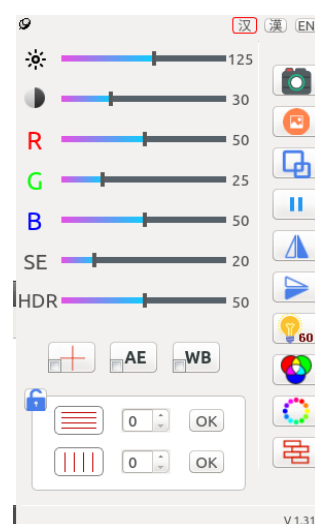 汉 漢 EN
125
30
R 50
G 25
B 50
SE 20
HDR 50
60
AE WB
0 OK
0 OK
V 1.31